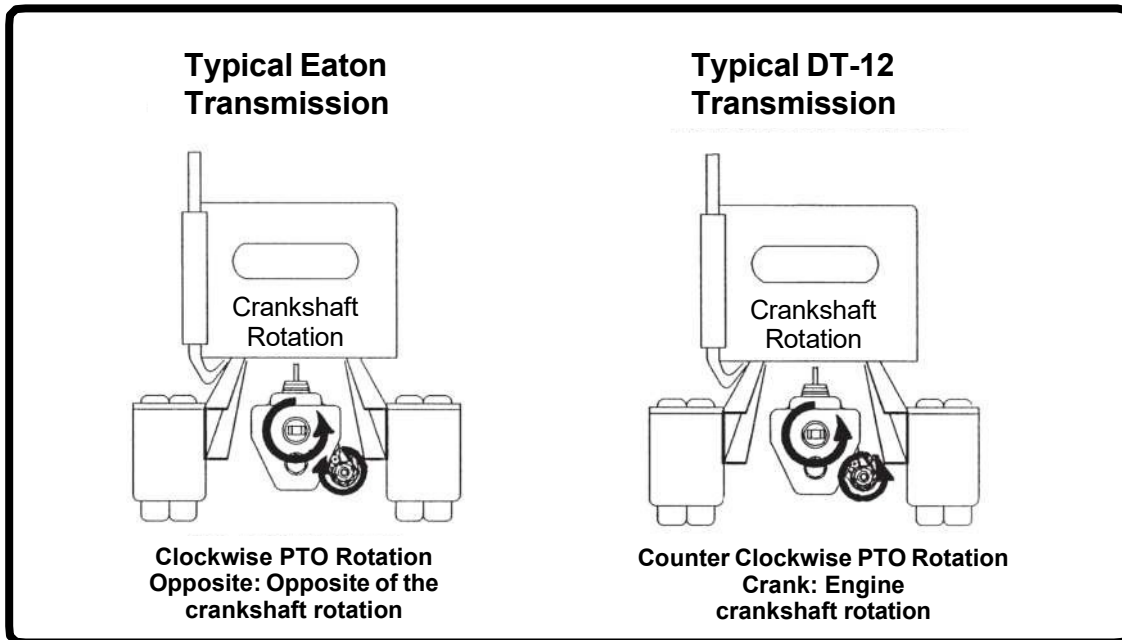 Typical Eaton
Transmission
Typical DT-12
Transmission
Crankshaft
Rotation
Crankshaft
Rotation
Clockwise PTO Rotation
Opposite: Opposite of the
crankshaft rotation
Counter Clockwise PTO Rotation
Crank: Engine
crankshaft rotation